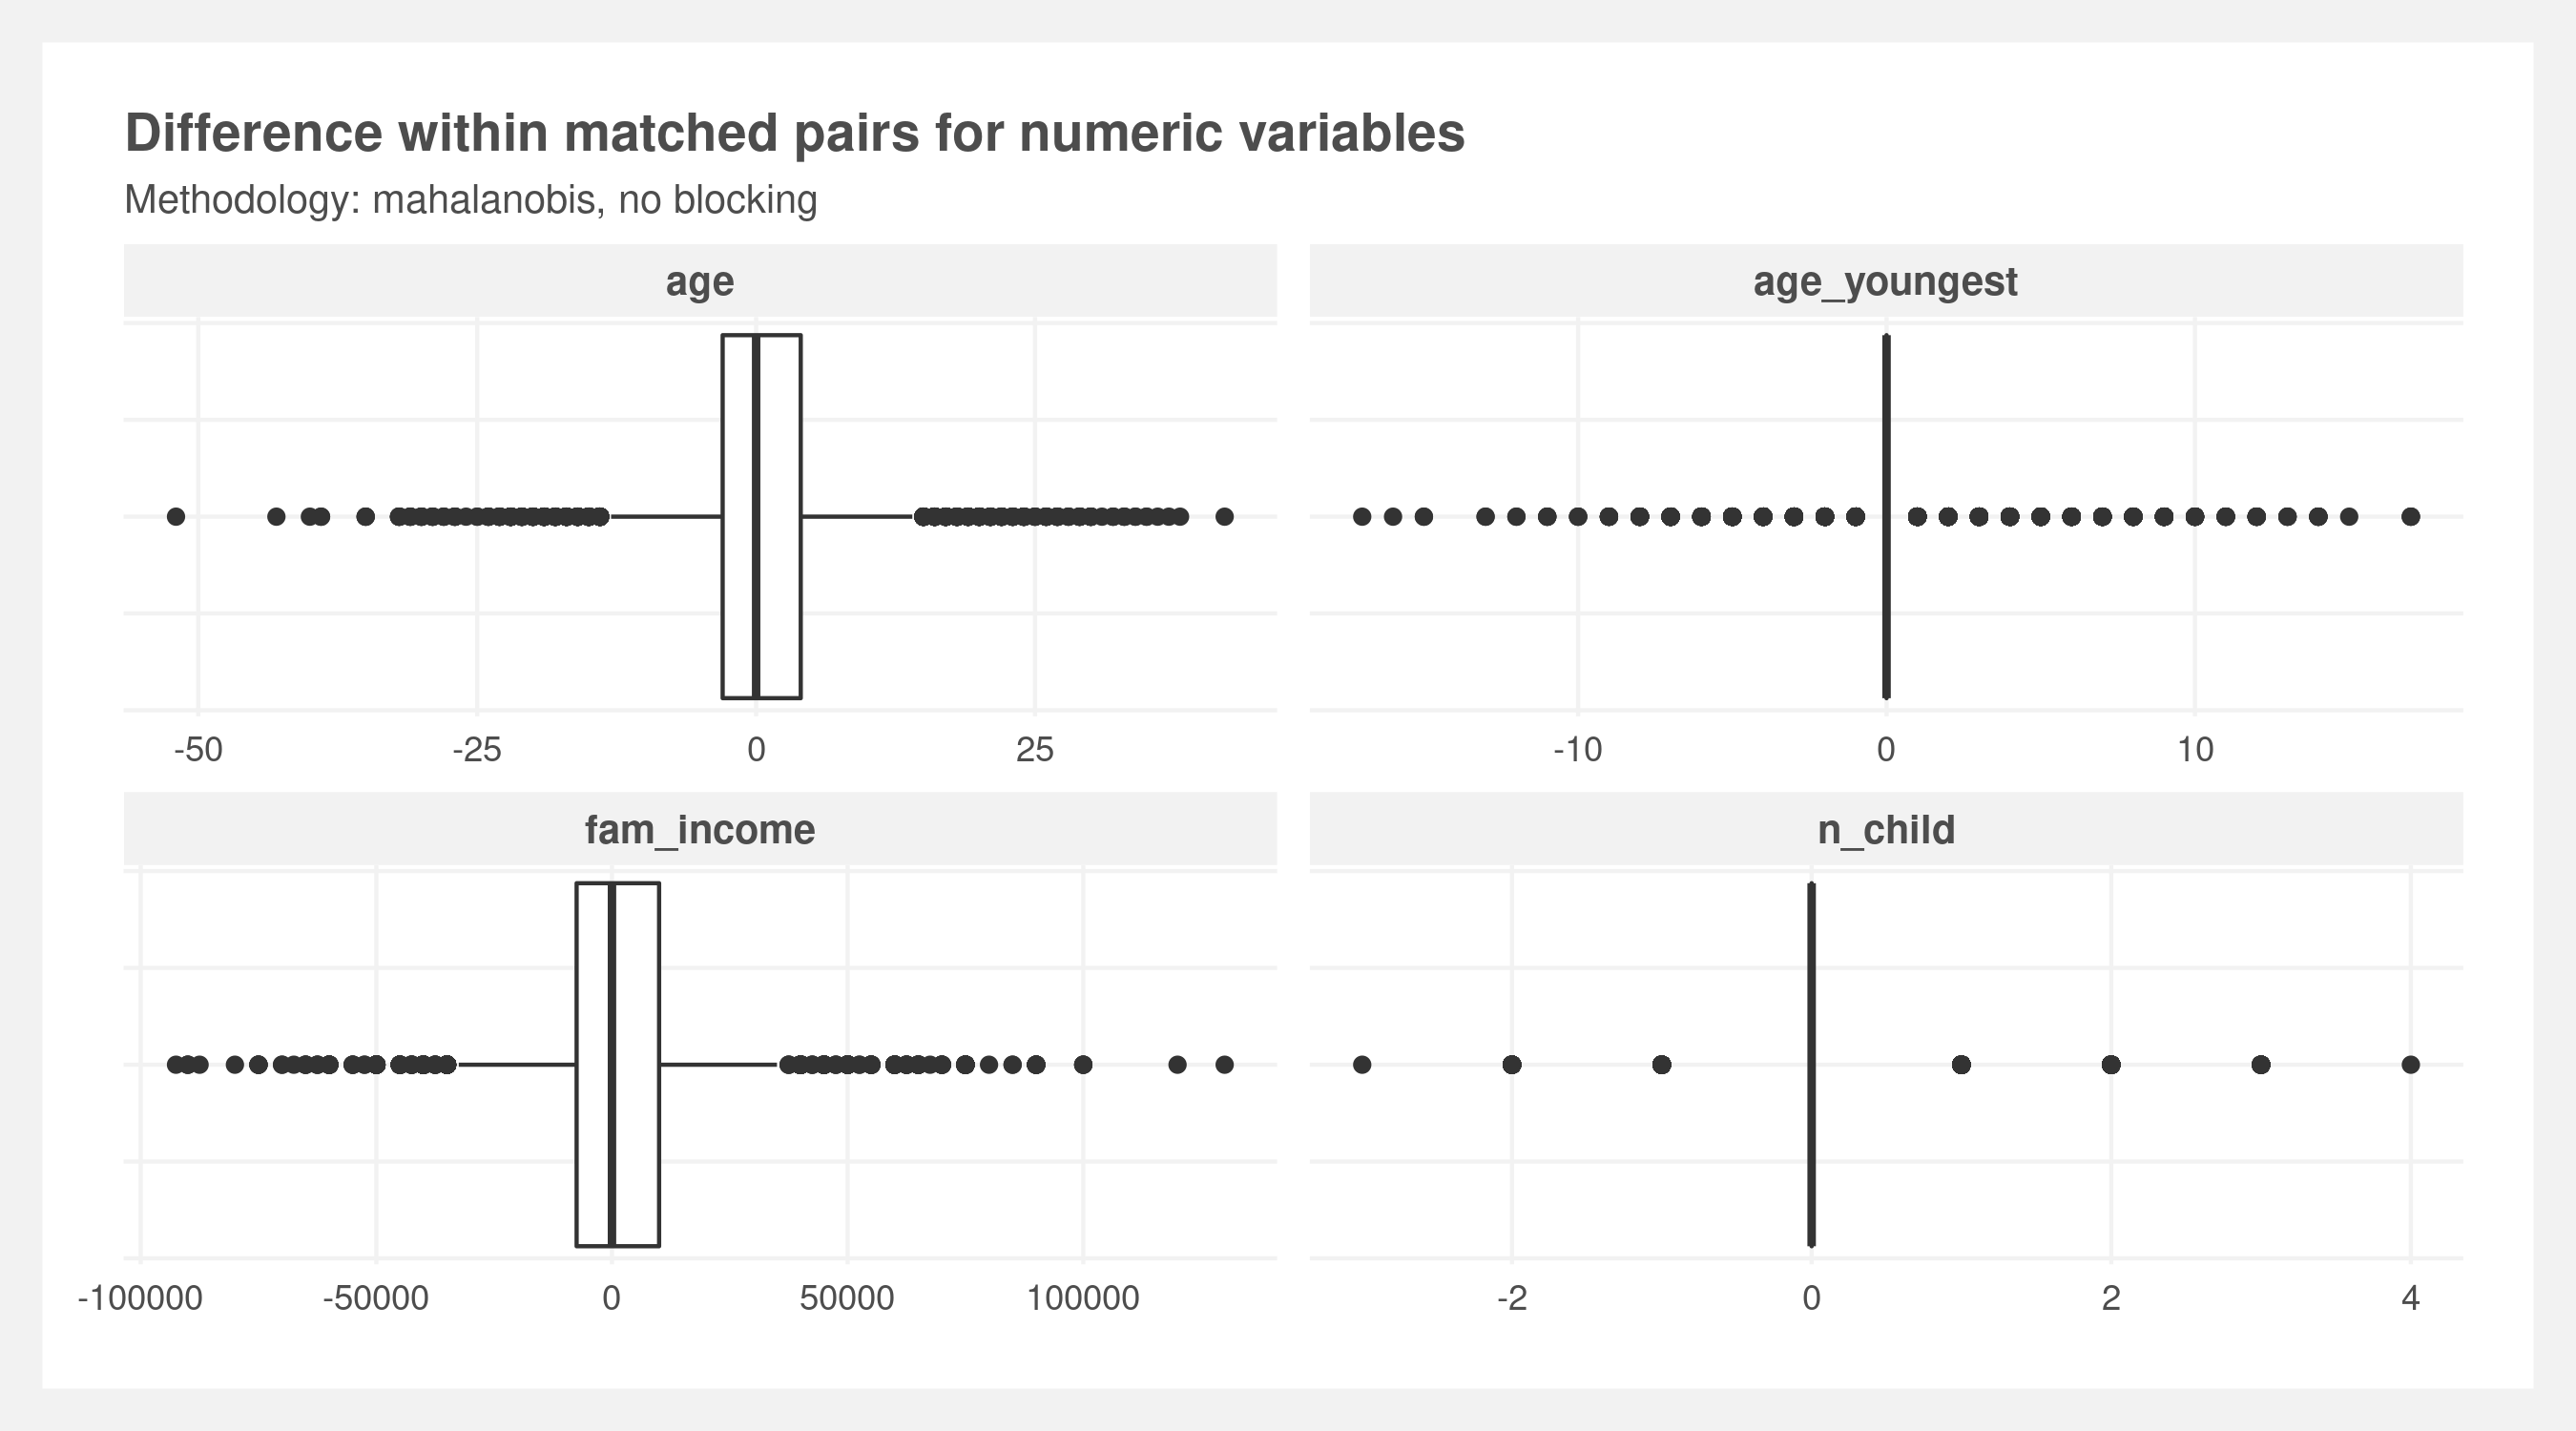 Difference within matched pairs for numeric variables
Methodology: mahalanobis, no blocking
age
age_youngest
-50 -25 0 25
-10 0 10
fam_income
n_child
-100000 -50000 0 50000 100000
-2 0 2 4